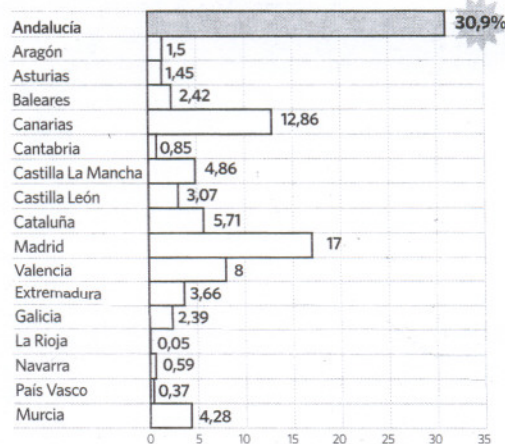 Andalucía 30,9%
Aragón 1,5
Asturias 1,45
Baleares 2,42
Canarias 12,86
Cantabria 0,85
Castilla La Mancha 4,86
Castilla León 3,07
Cataluña 5,71
Madrid 17
Valencia 8
Extremadura 3,66
Galicia 2,39
La Rioja 0,05
Navarra 0,59
País Vasco 0,37
Murcia 4,28
0 5 10 15 20 25 30 35